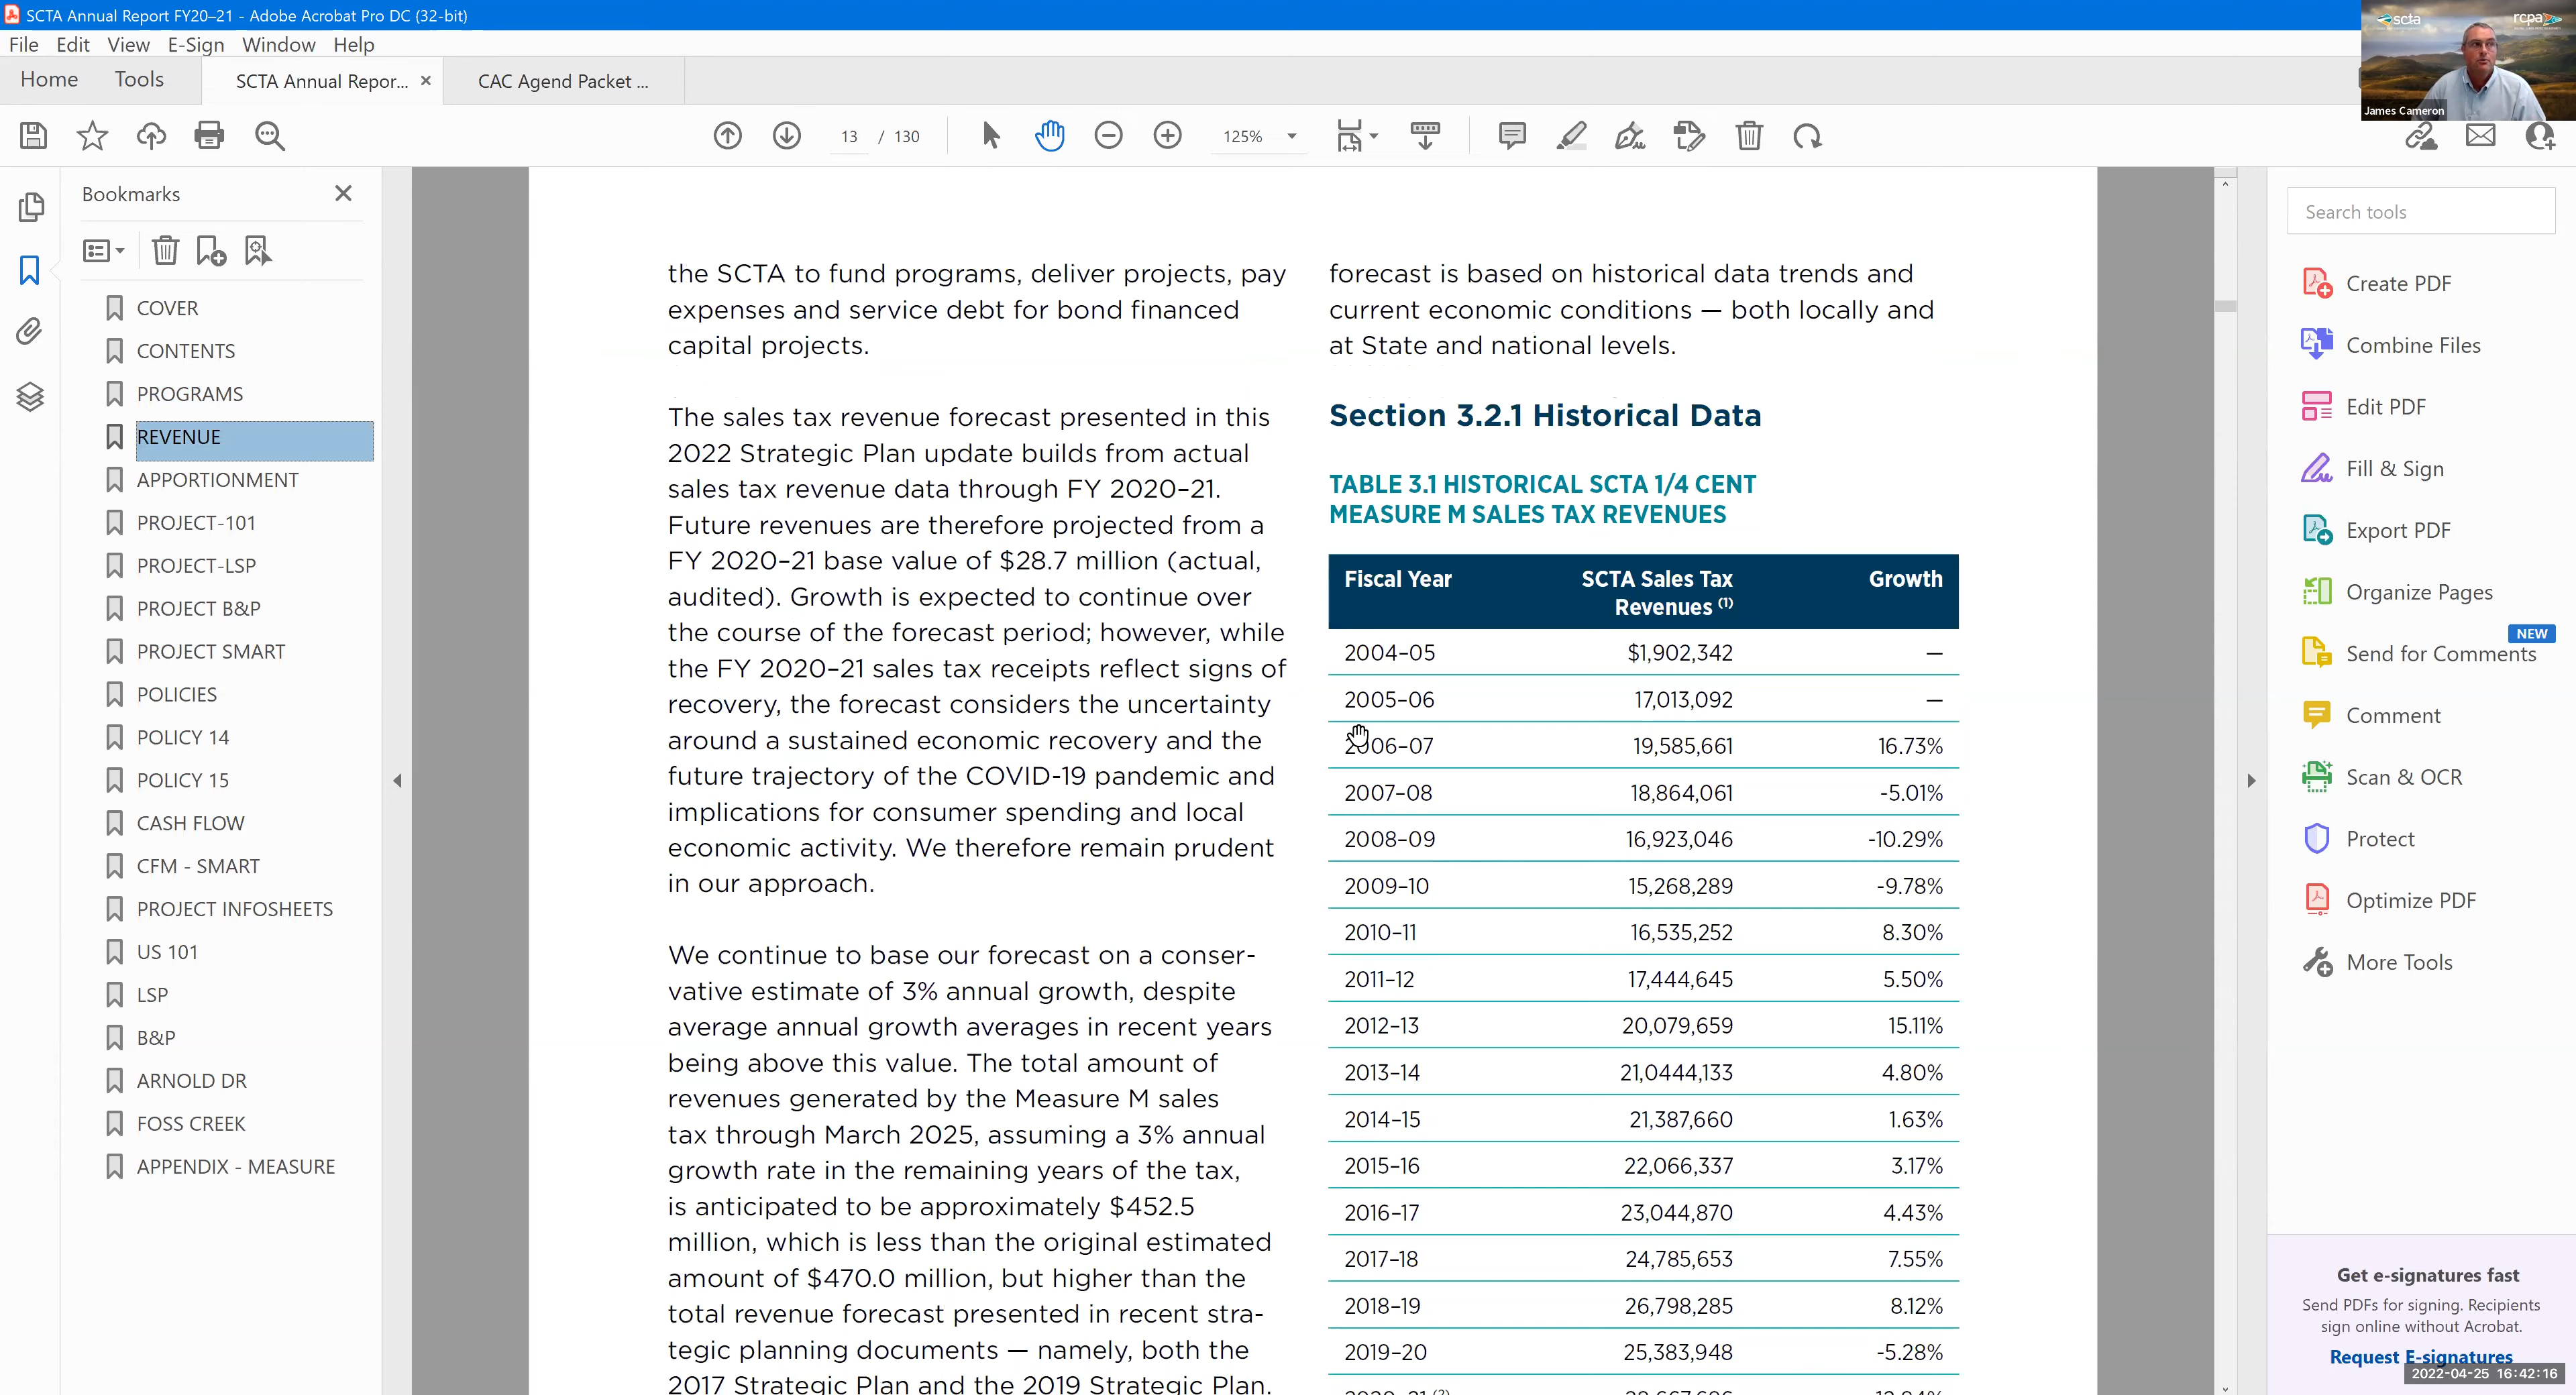 SCTA Annual Report FY20–21 - Adobe Acrobat Pro DC (32-bit)
File Edit View E-Sign Window Help
Home Tools SCTA Annual Repor... × CAC Agend Packet ...
13 / 130 125%
scta rcpa
James Cameron
Bookmarks
COVER
CONTENTS
PROGRAMS
REVENUE
APPORTIONMENT
PROJECT-101
PROJECT-LSP
PROJECT B&P
PROJECT SMART
POLICIES
POLICY 14
POLICY 15
CASH FLOW
CFM - SMART
PROJECT INFOSHEETS
US 101
LSP
B&P
ARNOLD DR
FOSS CREEK
APPENDIX - MEASURE
the SCTA to fund programs, deliver projects, pay
expenses and service debt for bond financed
capital projects.
The sales tax revenue forecast presented in this
2022 Strategic Plan update builds from actual
sales tax revenue data through FY 2020–21.
Future revenues are therefore projected from a
FY 2020–21 base value of $28.7 million (actual,
audited). Growth is expected to continue over
the course of the forecast period; however, while
the FY 2020–21 sales tax receipts reflect signs of
recovery, the forecast considers the uncertainty
around a sustained economic recovery and the
future trajectory of the COVID-19 pandemic and
implications for consumer spending and local
economic activity. We therefore remain prudent
in our approach.
We continue to base our forecast on a conser-
vative estimate of 3% annual growth, despite
average annual growth averages in recent years
being above this value. The total amount of
revenues generated by the Measure M sales
tax through March 2025, assuming a 3% annual
growth rate in the remaining years of the tax,
is anticipated to be approximately $452.5
million, which is less than the original estimated
amount of $470.0 million, but higher than the
total revenue forecast presented in recent stra-
tegic planning documents — namely, both the
2017 Strategic Plan and the 2019 Strategic Plan.
forecast is based on historical data trends and
current economic conditions — both locally and
at State and national levels.
Section 3.2.1 Historical Data
TABLE 3.1 HISTORICAL SCTA 1/4 CENT
MEASURE M SALES TAX REVENUES
Fiscal Year SCTA Sales Tax Revenues (1) Growth
2004–05 $1,902,342 —
2005–06 17,013,092 —
2006–07 19,585,661 16.73%
2007–08 18,864,061 -5.01%
2008–09 16,923,046 -10.29%
2009–10 15,268,289 -9.78%
2010–11 16,535,252 8.30%
2011–12 17,444,645 5.50%
2012–13 20,079,659 15.11%
2013–14 21,0444,133 4.80%
2014–15 21,387,660 1.63%
2015–16 22,066,337 3.17%
2016–17 23,044,870 4.43%
2017–18 24,785,653 7.55%
2018–19 26,798,285 8.12%
2019–20 25,383,948 -5.28%
Search tools
Create PDF
Combine Files
Edit PDF
Fill & Sign
Export PDF
Organize Pages
NEW
Send for Comments
Comment
Scan & OCR
Protect
Optimize PDF
More Tools
Get e-signatures fast
Send PDFs for signing. Recipients
sign online without Acrobat.
Request E-signatures
2022-04-25 16:42:16